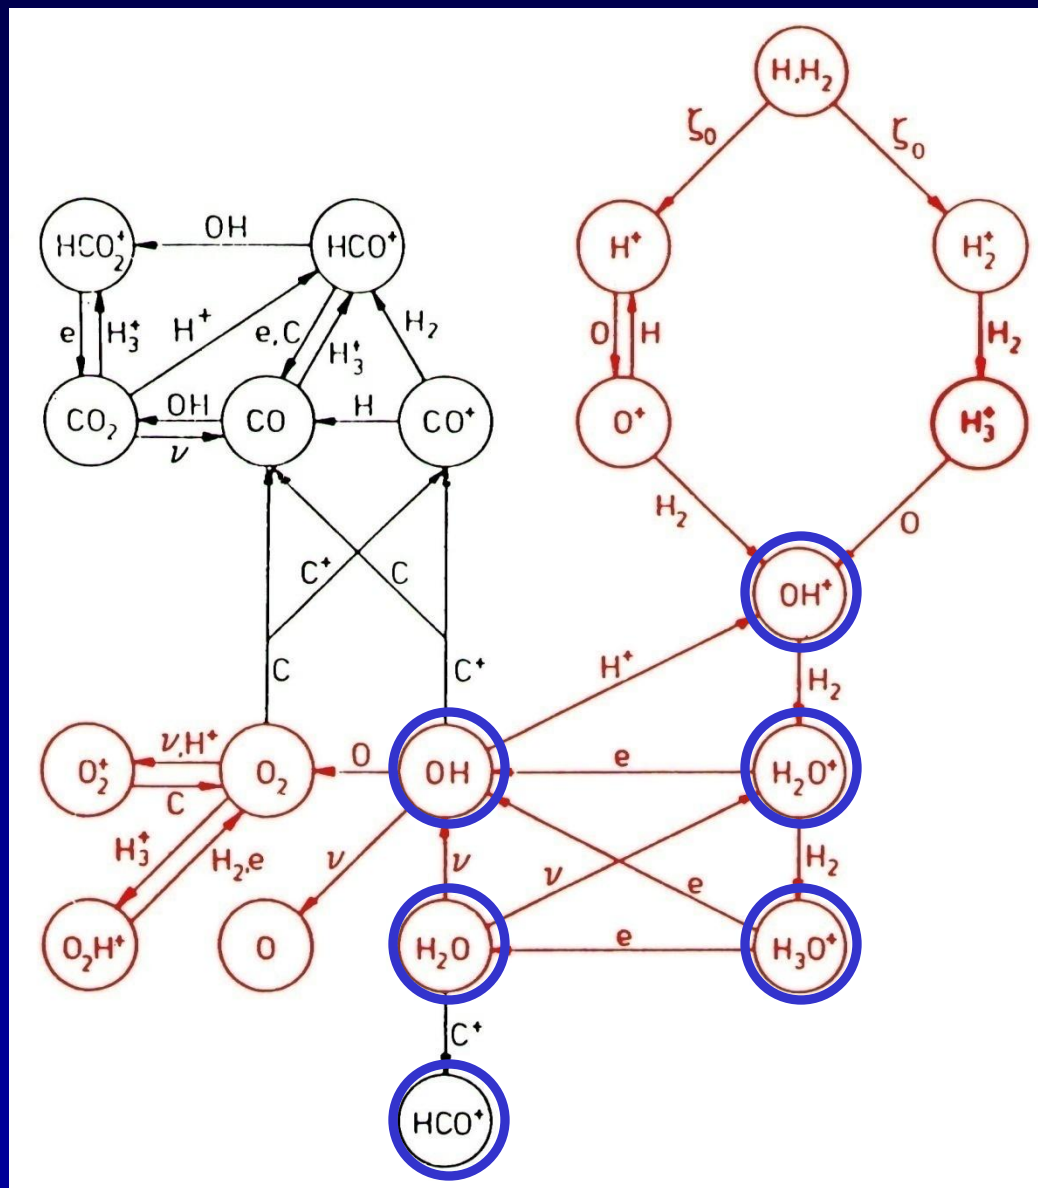 H,H₂
ζ₀ ζ₀
HCO₂⁺ OH HCO⁺ H⁺ H₂⁺
e H₃⁺ H⁺ e,C H₃⁺ H₂ O H H₂
CO₂ OH CO H CO⁺ O⁺ H₃⁺
ν
H₂ O
C⁺ C OH⁺
C C⁺ H⁺ H₂
O₂⁺ ν,H⁺ O₂ O OH e H₂O⁺
C
H₃⁺ H₂,e ν ν ν e H₂
O₂H⁺ O H₂O e H₃O⁺
C⁺
HCO⁺